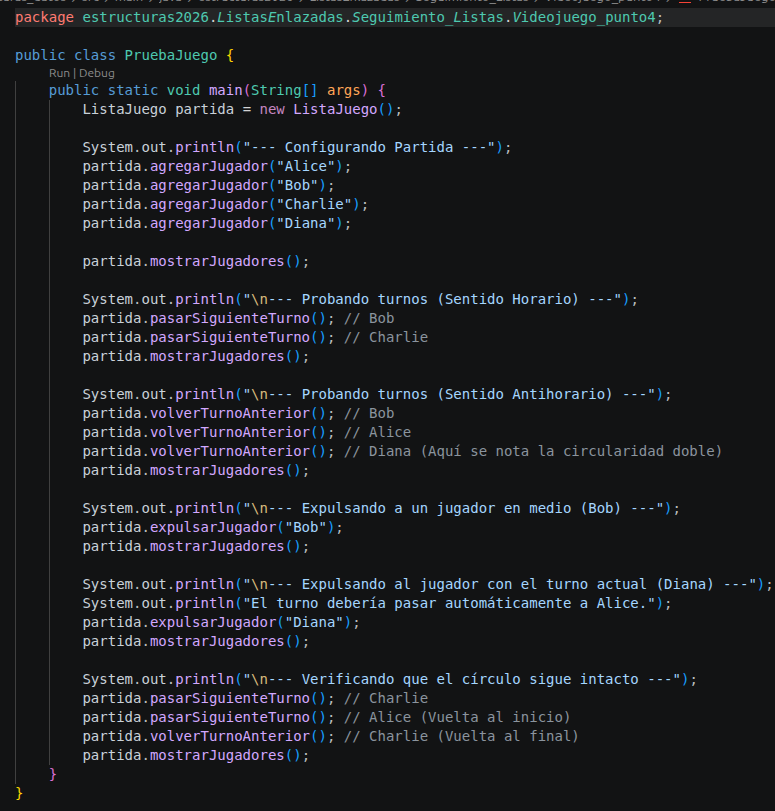 package estructuras2026.ListasEnlazadas.Seguimiento_Listas.Videojuego_punto4;
public class PruebaJuego {
Run | Debug
public static void main(String[] args) {
ListaJuego partida = new ListaJuego();
System.out.println("--- Configurando Partida ---");
partida.agregarJugador("Alice");
partida.agregarJugador("Bob");
partida.agregarJugador("Charlie");
partida.agregarJugador("Diana");
partida.mostrarJugadores();
System.out.println("\n--- Probando turnos (Sentido Horario) ---");
partida.pasarSiguienteTurno(); // Bob
partida.pasarSiguienteTurno(); // Charlie
partida.mostrarJugadores();
System.out.println("\n--- Probando turnos (Sentido Antihorario) ---");
partida.volverTurnoAnterior(); // Bob
partida.volverTurnoAnterior(); // Alice
partida.volverTurnoAnterior(); // Diana (Aquí se nota la circularidad doble)
partida.mostrarJugadores();
System.out.println("\n--- Expulsando a un jugador en medio (Bob) ---");
partida.expulsarJugador("Bob");
partida.mostrarJugadores();
System.out.println("\n--- Expulsando al jugador con el turno actual (Diana) ---");
System.out.println("El turno debería pasar automáticamente a Alice.");
partida.expulsarJugador("Diana");
partida.mostrarJugadores();
System.out.println("\n--- Verificando que el círculo sigue intacto ---");
partida.pasarSiguienteTurno(); // Charlie
partida.pasarSiguienteTurno(); // Alice (Vuelta al inicio)
partida.volverTurnoAnterior(); // Charlie (Vuelta al final)
partida.mostrarJugadores();
}
}